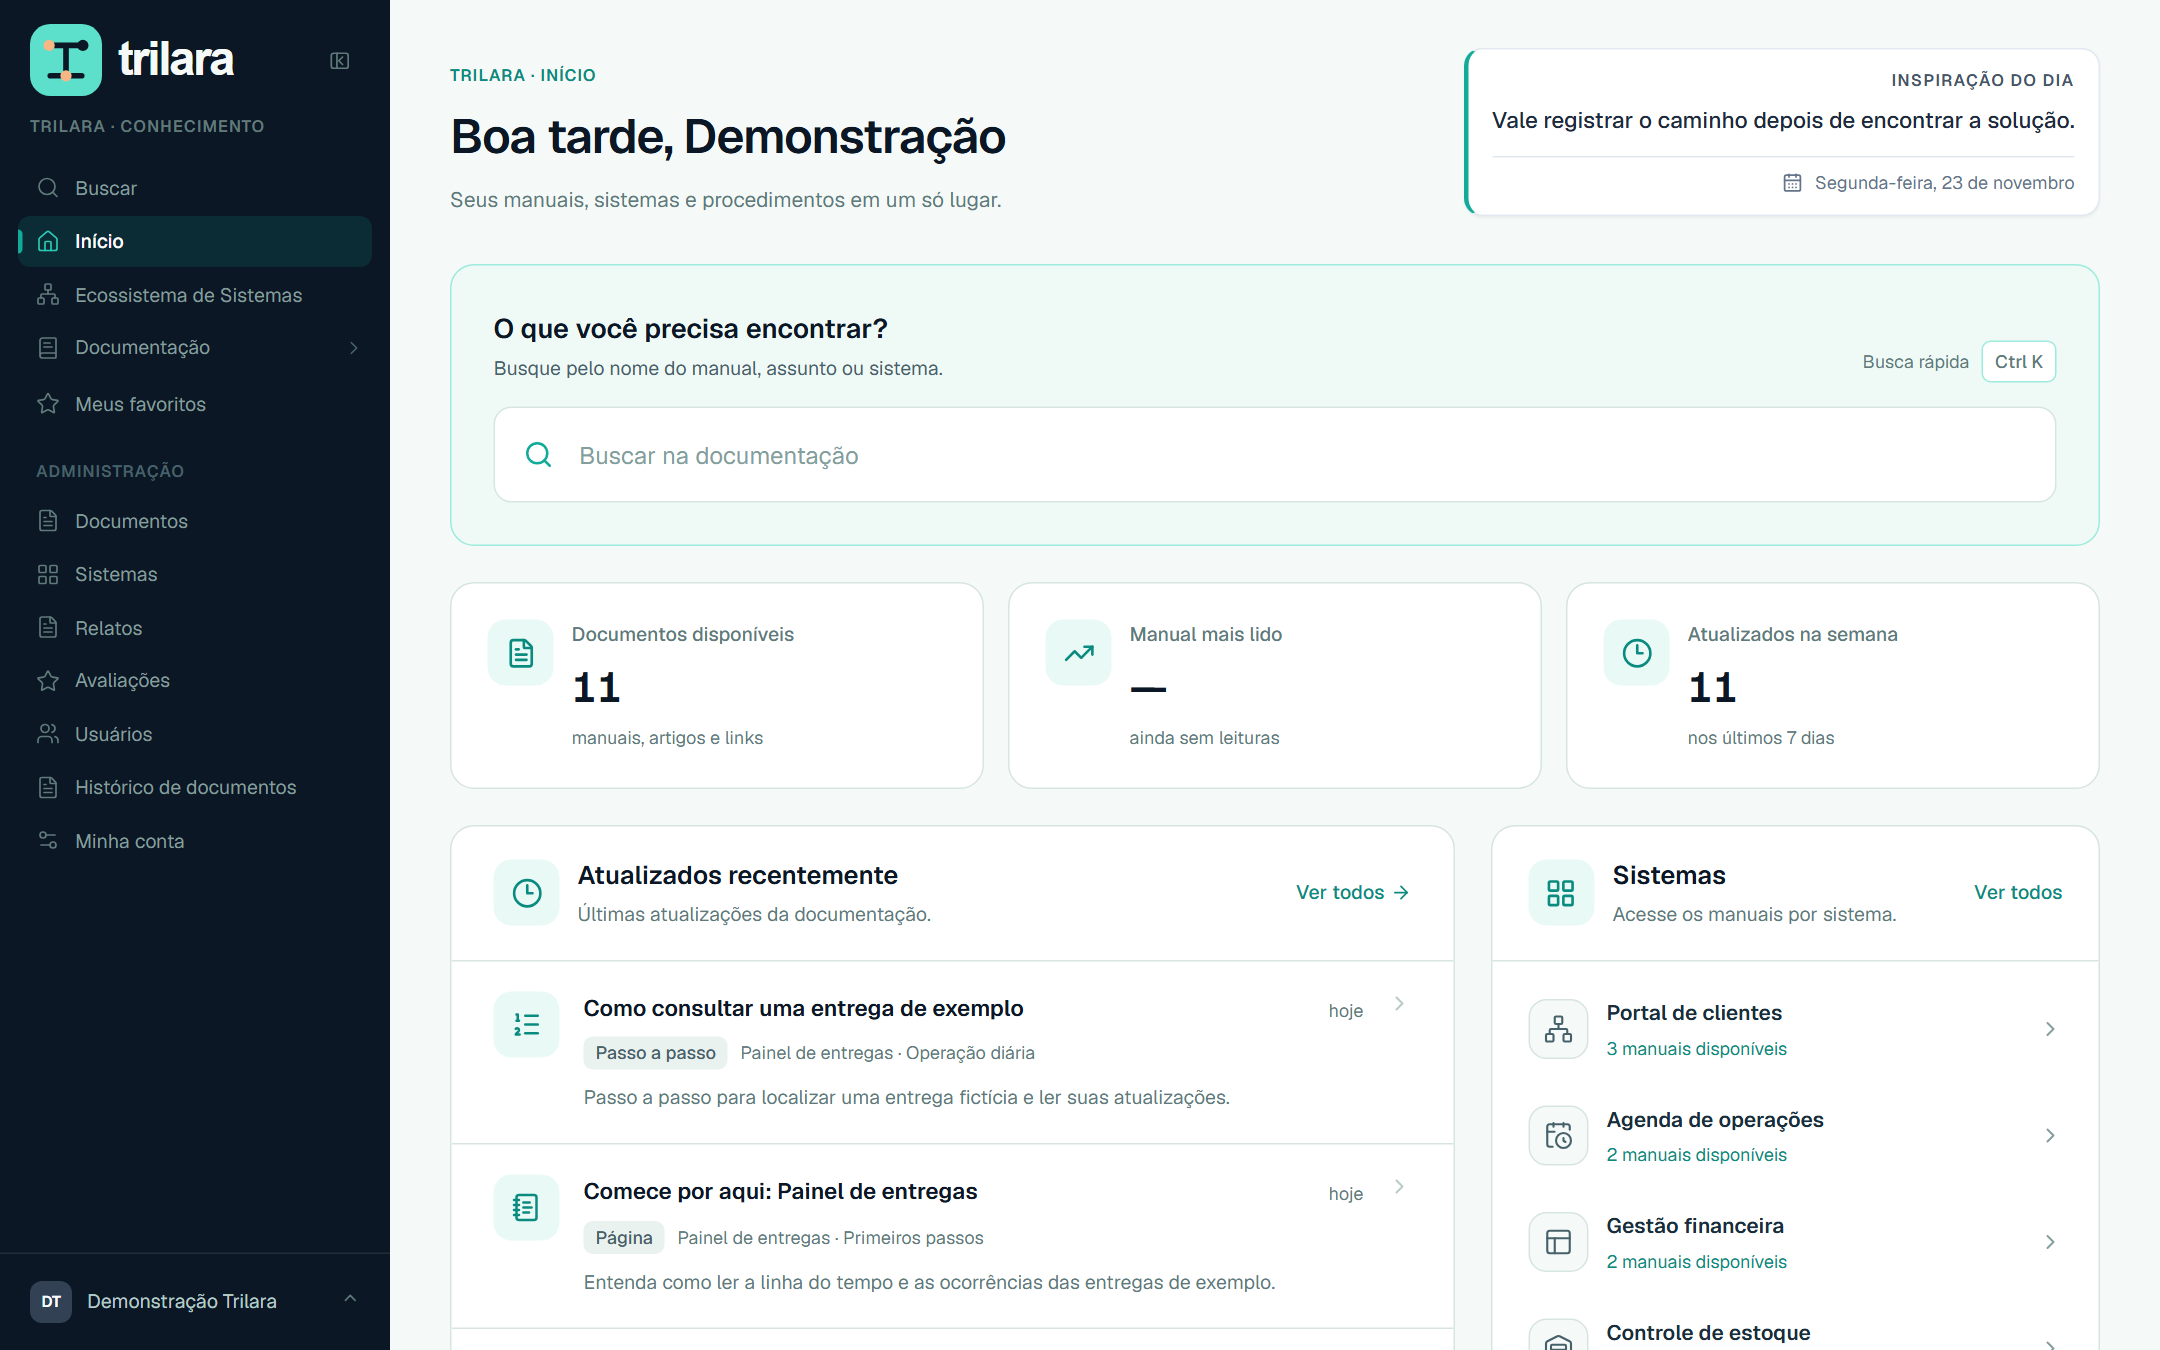 trilara
TRILARA · CONHECIMENTO
Buscar
Início
Ecossistema de Sistemas
Documentação
Meus favoritos
ADMINISTRAÇÃO
Documentos
Sistemas
Relatos
Avaliações
Usuários
Histórico de documentos
Minha conta
DT
Demonstração Trilara
TRILARA · INÍCIO
Boa tarde, Demonstração
Seus manuais, sistemas e procedimentos em um só lugar.
INSPIRAÇÃO DO DIA
Vale registrar o caminho depois de encontrar a solução.
Segunda-feira, 23 de novembro
O que você precisa encontrar?
Busque pelo nome do manual, assunto ou sistema.
Busca rápida
Ctrl K
Buscar na documentação
Documentos disponíveis
11
manuais, artigos e links
Manual mais lido
—
ainda sem leituras
Atualizados na semana
11
nos últimos 7 dias
Atualizados recentemente
Últimas atualizações da documentação.
Ver todos →
Como consultar uma entrega de exemplo
hoje
Passo a passo
Painel de entregas · Operação diária
Passo a passo para localizar uma entrega fictícia e ler suas atualizações.
Comece por aqui: Painel de entregas
hoje
Página
Painel de entregas · Primeiros passos
Entenda como ler a linha do tempo e as ocorrências das entregas de exemplo.
Sistemas
Acesse os manuais por sistema.
Ver todos
Portal de clientes
3 manuais disponíveis
Agenda de operações
2 manuais disponíveis
Gestão financeira
2 manuais disponíveis
Controle de estoque